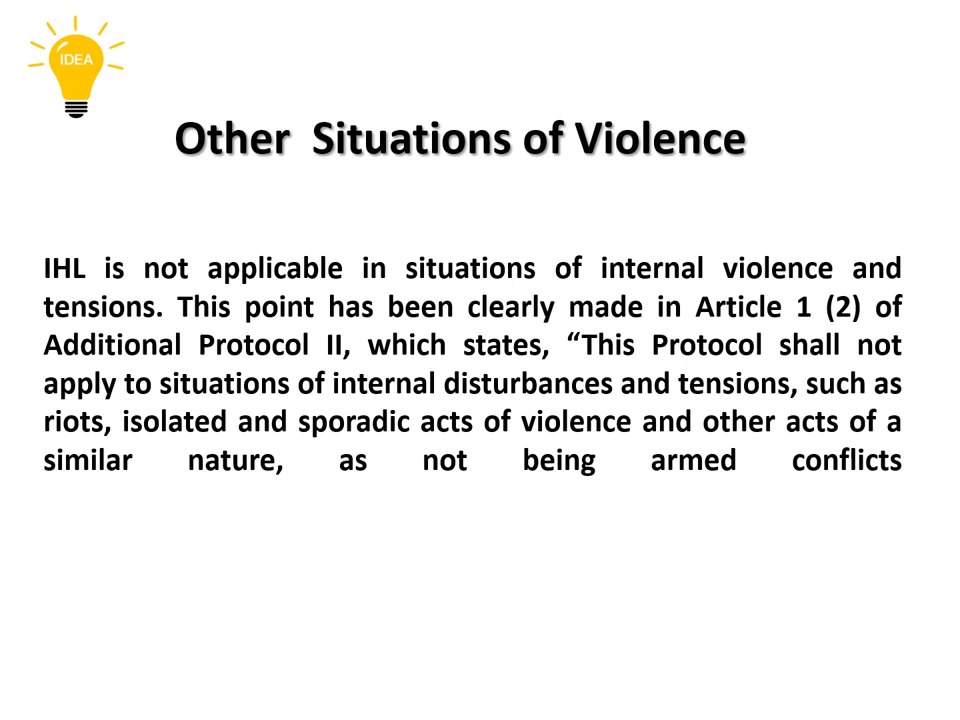 IDEA
Other Situations of Violence
IHL is not applicable in situations of internal violence and
tensions. This point has been clearly made in Article 1 (2) of
Additional Protocol II, which states, “This Protocol shall not
apply to situations of internal disturbances and tensions, such as
riots, isolated and sporadic acts of violence and other acts of a
similar nature, as not being armed conflicts